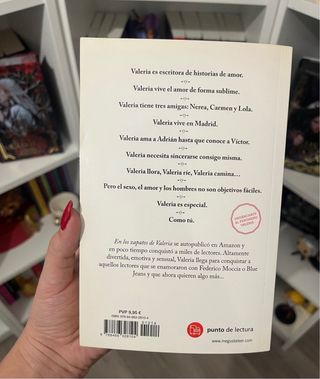 Valeria es escritora de historias de amor.
Valeria vive el amor de forma sublime.
Valeria tiene tres amigas: Nerea, Carmen y Lola.
Valeria vive en Madrid.
Valeria ama a Adrián hasta que conoce a Víctor.
Valeria necesita sincerarse consigo misma.
Valeria llora, Valeria ríe, Valeria camina...
Pero el sexo, el amor y los hombres no son objetivos fáciles.
Valeria es especial.
Como tú.
En los zapatos de Valeria se autopublicó en Amazon y
en poco tiempo conquistó a miles de lectores. Altamente
divertida, emotiva y sensual, Valeria llega para conquistar a
aquellos lectores que se enamoraron con Federico Moccia o Blue
Jeans y que ahora quieren algo más...
PVP 9,95 €
punto de lectura
www.megustaleer.com